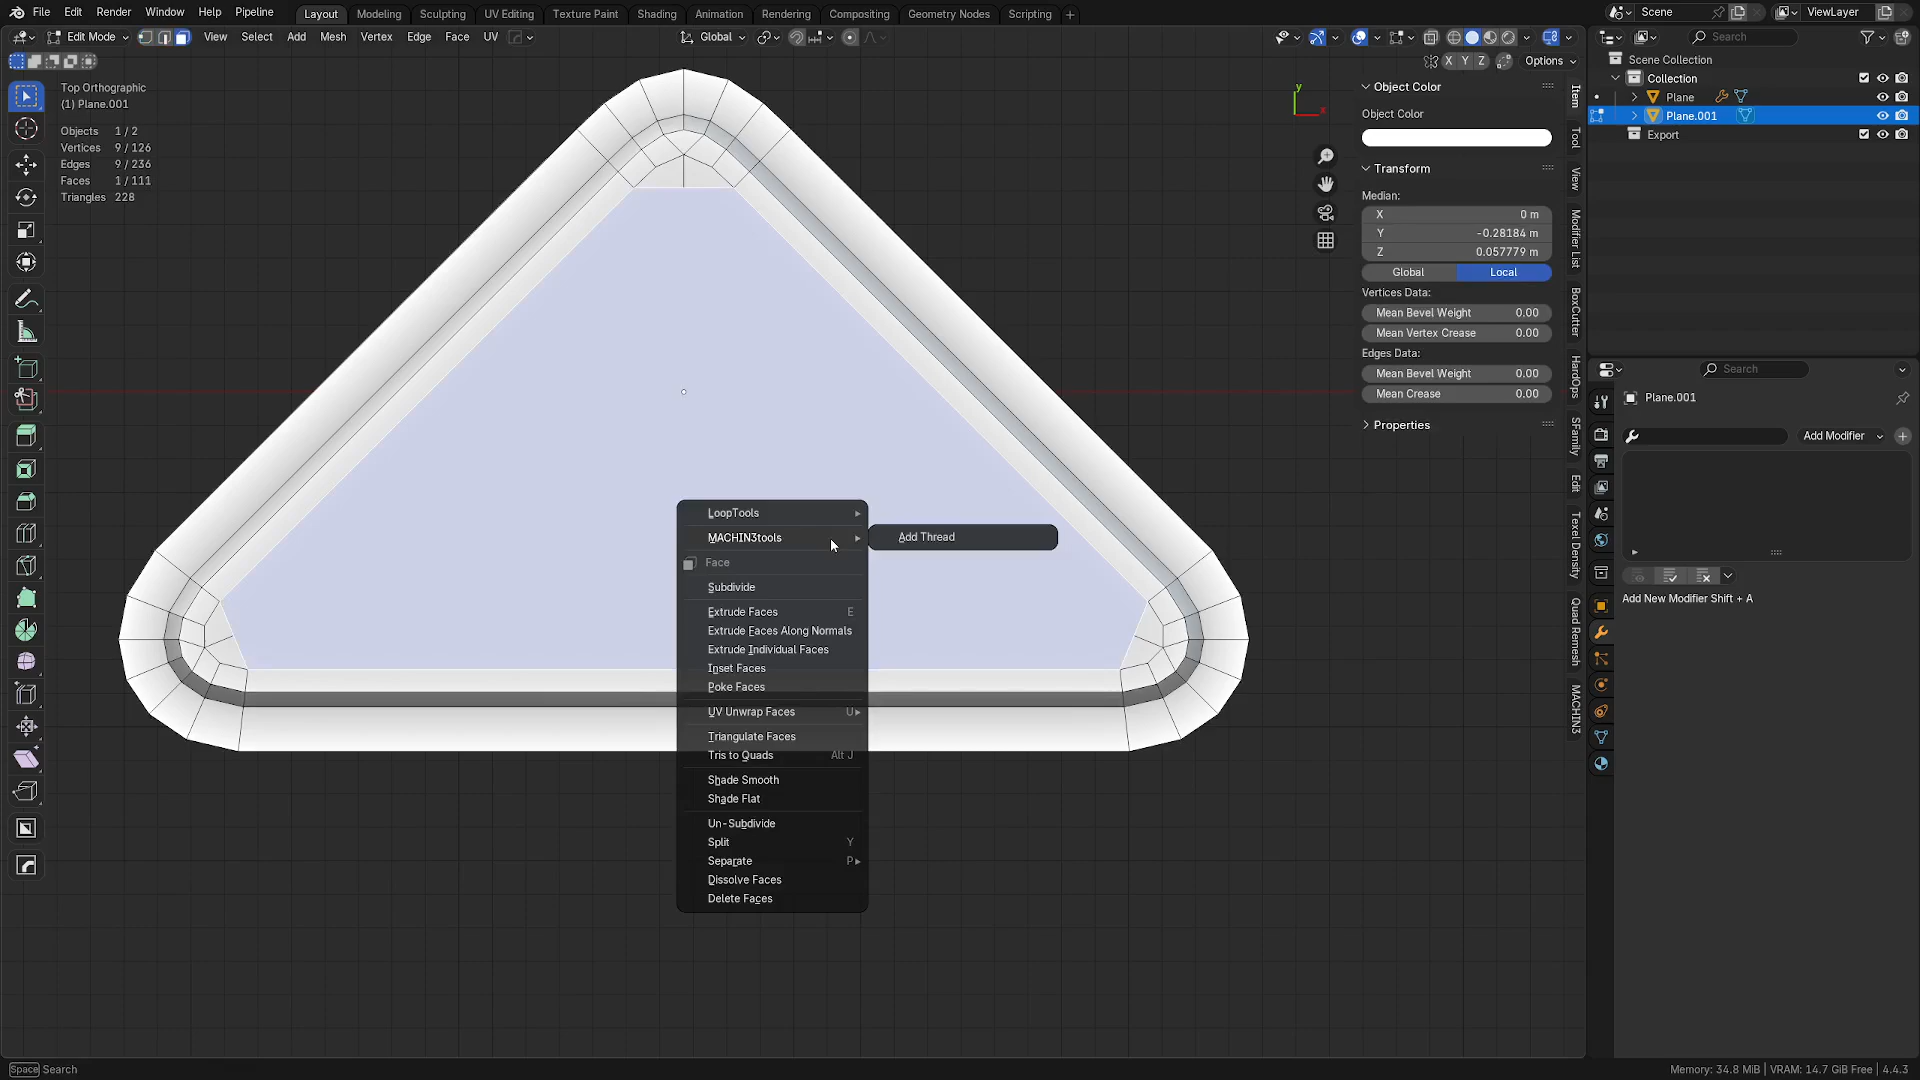 File Edit Render Window Help Pipeline Layout Modeling Sculpting UV Editing Texture Paint Shading Animation Rendering Compositing Geometry Nodes Scripting + Scene ViewLayer
Edit Mode View Select Add Mesh Vertex Edge Face UV Global Search
X Y Z Options
Top Orthographic
(1) Plane.001
Objects 1 / 2
Vertices 9 / 126
Edges 9 / 236
Faces 1 / 111
Triangles 228
y
x
Object Color
Object Color
Transform
Median:
X 0 m
Y -0.28184 m
Z 0.057779 m
Global Local
Vertices Data:
Mean Bevel Weight 0.00
Mean Vertex Crease 0.00
Edges Data:
Mean Bevel Weight 0.00
Mean Crease 0.00
Properties
Item
Tool
View
Modifier List
BoxCutter
HardOps
SFamily
Edit
Texel Density
Quad Remesh
MACHIN3
Scene Collection
Collection
Plane
Plane.001
Export
Search
Plane.001
Add Modifier
Add New Modifier Shift + A
LoopTools
MACHIN3tools
Add Thread
Face
Subdivide
Extrude Faces E
Extrude Faces Along Normals
Extrude Individual Faces
Inset Faces
Poke Faces
UV Unwrap Faces U
Triangulate Faces
Tris to Quads Alt J
Shade Smooth
Shade Flat
Un-Subdivide
Split Y
Separate P
Dissolve Faces
Delete Faces
Space Search
Memory: 34.8 MiB | VRAM: 14.7 GiB Free | 4.4.3